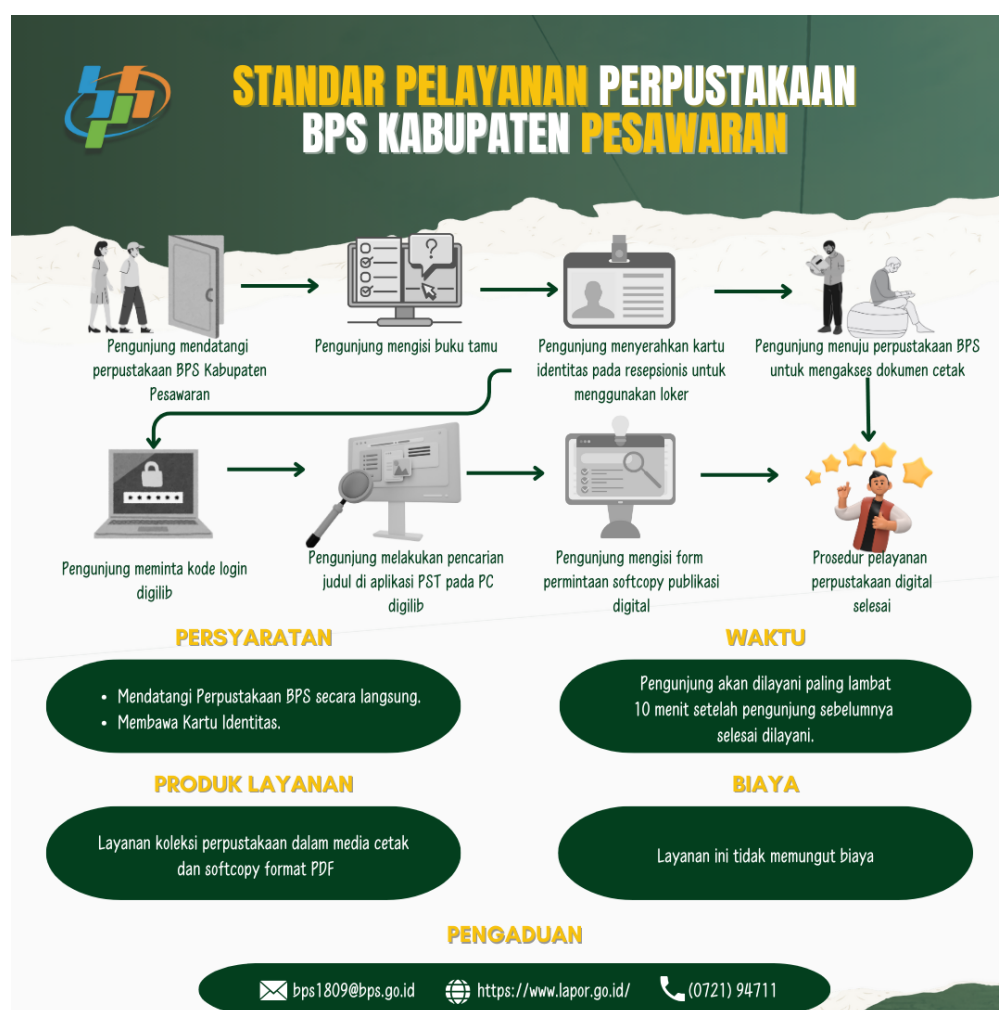 STANDAR PELAYANAN PERPUSTAKAAN
BPS KABUPATEN PESAWARAN
Pengunjung mendatangi
perpustakaan BPS Kabupaten
Pesawaran
?
Pengunjung mengisi buku tamu
Pengunjung menyerahkan kartu
identitas pada resepsionis untuk
menggunakan loker
Pengunjung menuju perpustakaan BPS
untuk mengakses dokumen cetak
Pengunjung meminta kode login
digilib
Pengunjung melakukan pencarian
judul di aplikasi PST pada PC
digilib
Pengunjung mengisi form
permintaan softcopy publikasi
digital
Prosedur pelayanan
perpustakaan digital
selesai
PERSYARATAN
• Mendatangi Perpustakaan BPS secara langsung.
• Membawa Kartu Identitas.
WAKTU
Pengunjung akan dilayani paling lambat
10 menit setelah pengunjung sebelumnya
selesai dilayani.
PRODUK LAYANAN
Layanan koleksi perpustakaan dalam media cetak
dan softcopy format PDF
BIAYA
Layanan ini tidak memungut biaya
PENGADUAN
bps1809@bps.go.id https://www.lapor.go.id/ (0721) 94711